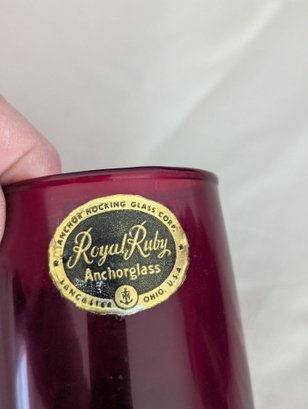 ANCHOR HOCKING GLASS CORP.
Royal Ruby
Anchorglass
LANCASTER OHIO, U.S.A.